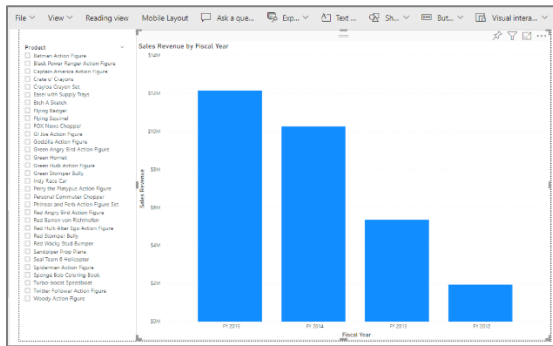 File View Reading view Mobile Layout Ask a que... Exp... Text ... Sh... But... Visual intera...
Product
Batman Action Figure
Black Power Ranger Action Figure
Captain America Action Figure
Crate o' Crayons
Crayloa Crayon Set
Easel with Supply Trays
Etch A Sketch
Flying Badger
Flying Squirrel
FOX News Chopper
GI Joe Action Figure
Godzilla Action Figure
Green Angry Bird Action Figure
Green Hornet
Green Hulk Action Figure
Green Stomper Bully
Indy Race Car
Perry the Platypus Action Figure
Personal Commuter Chopper
Phineas and Ferb Action Figure Set
Red Angry Bird Action Figure
Red Barron von Richthofen
Red Hulk Alter Ego Action Figure
Red Stomper Bully
Red Wacky Stud Bumper
Sandpiper Prop Plane
Seal Team 6 Helicopter
Spiderman Action Figure
Sponge Bob Coloring Book
Turbo-boost Speedboat
Twitter Follower Action Figure
Woody Action Figure
Sales Revenue by Fiscal Year
$14M
$12M
$10M
$8M
$6M
$4M
$2M
$0M
Sales Revenue
FY 2015 FY 2014 FY 2013 FY 2012
Fiscal Year